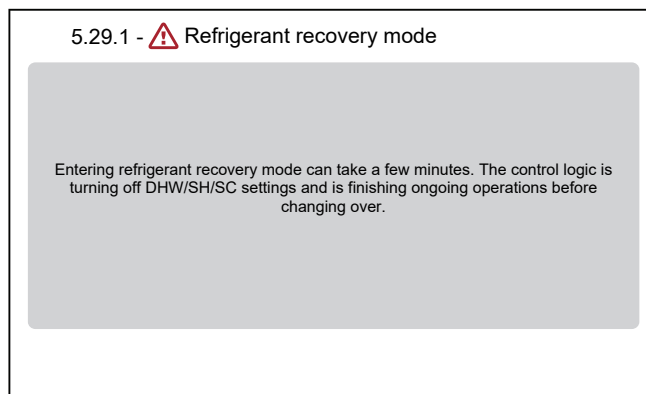 5.29.1 - Refrigerant recovery mode
Entering refrigerant recovery mode can take a few minutes. The control logic is
turning off DHW/SH/SC settings and is finishing ongoing operations before
changing over.